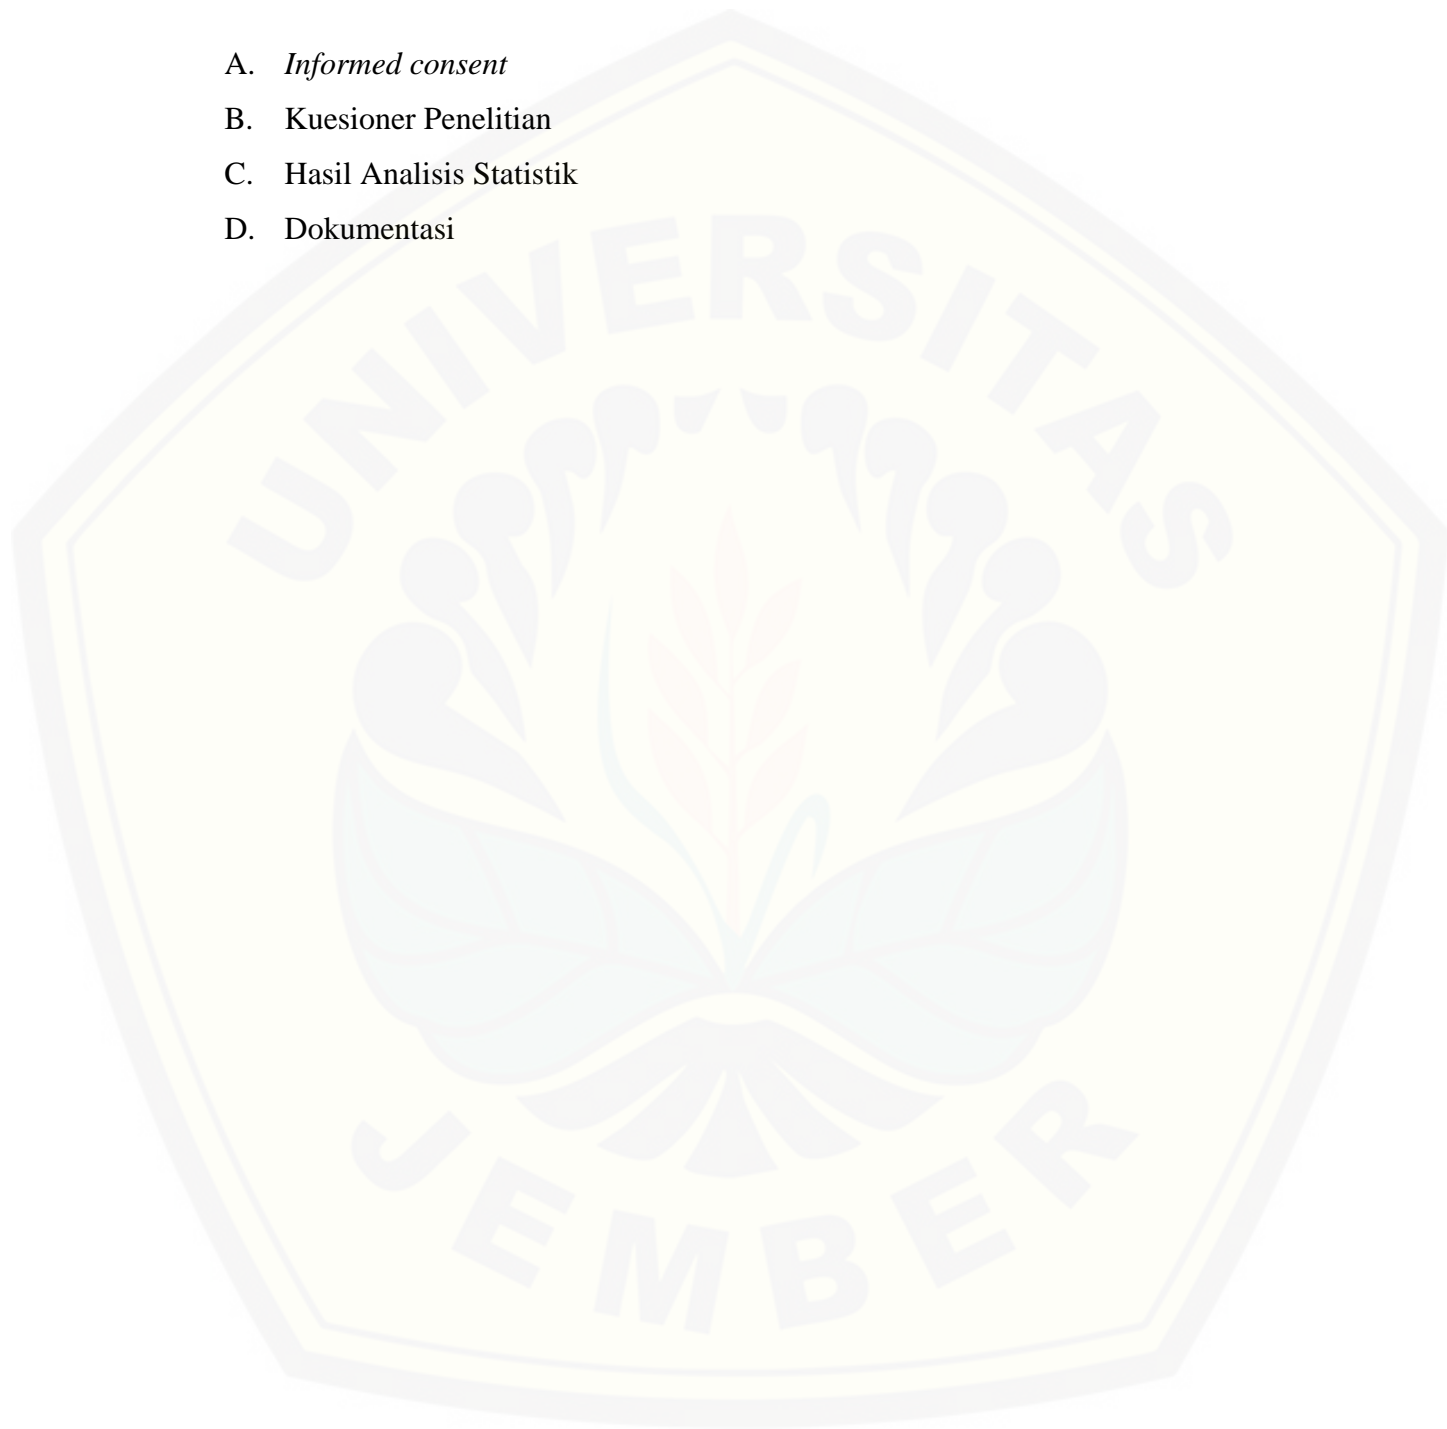 A. Informed consent
B. Kuesioner Penelitian
C. Hasil Analisis Statistik
D. Dokumentasi
UNIVERSITAS
JEMBER